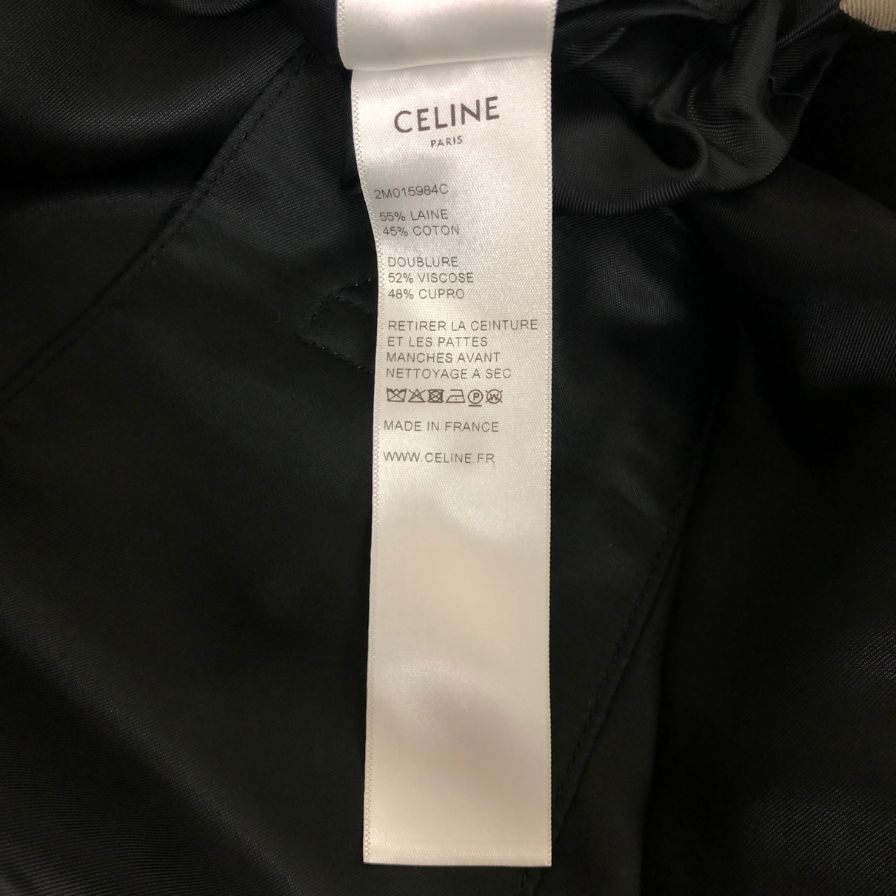 CELINE
PARIS
2M015984C
55% LAINE
45% COTON
DOUBLURE
52% VISCOSE
48% CUPRO
RETIRER LA CEINTURE
ET LES PATTES
MANCHES AVANT
NETTOYAGE A SEC
P W
MADE IN FRANCE
WWW.CELINE.FR